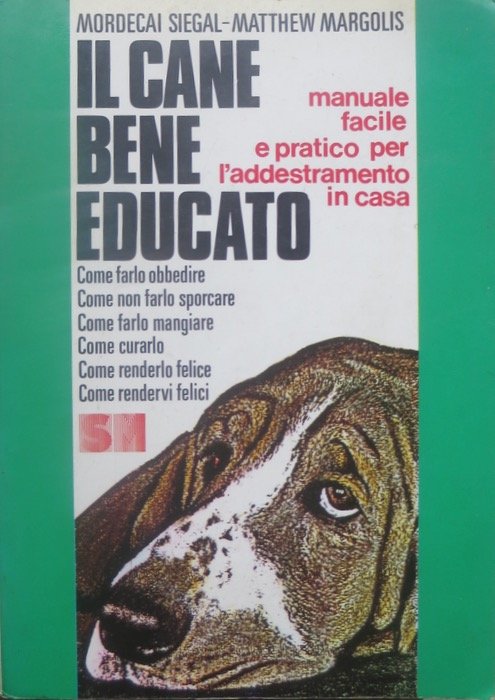 MORDECAI SIEGAL-MATTHEW MARGOLIS
IL CANE
BENE
EDUCATO
manuale
facile
e pratico per
l'addestramento
in casa
Come farlo obbedire
Come non farlo sporcare
Come farlo mangiare
Come curarlo
Come renderlo felice
Come rendervi felici
SM